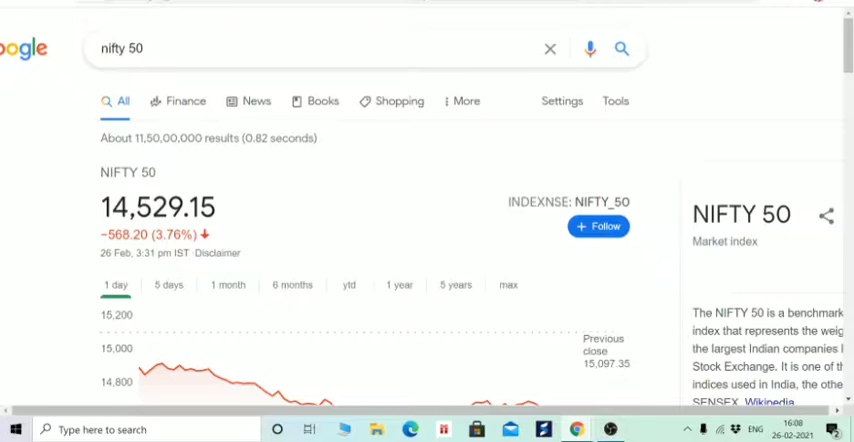 oogle
nifty 50
All Finance News Books Shopping More Settings Tools
About 11,50,00,000 results (0.82 seconds)
NIFTY 50
14,529.15
−568.20 (3.76%)
26 Feb, 3:31 pm IST · Disclaimer
INDEXNSE: NIFTY_50
+ Follow
1 day 5 days 1 month 6 months ytd 1 year 5 years max
15,200
15,000
14,800
Previous
close
15,097.35
NIFTY 50
Market index
The NIFTY 50 is a benchmark
index that represents the weig
the largest Indian companies
Stock Exchange. It is one of th
indices used in India, the othe
SENSEX. Wikipedia
Type here to search
ENG
16:08
26-02-2021
2